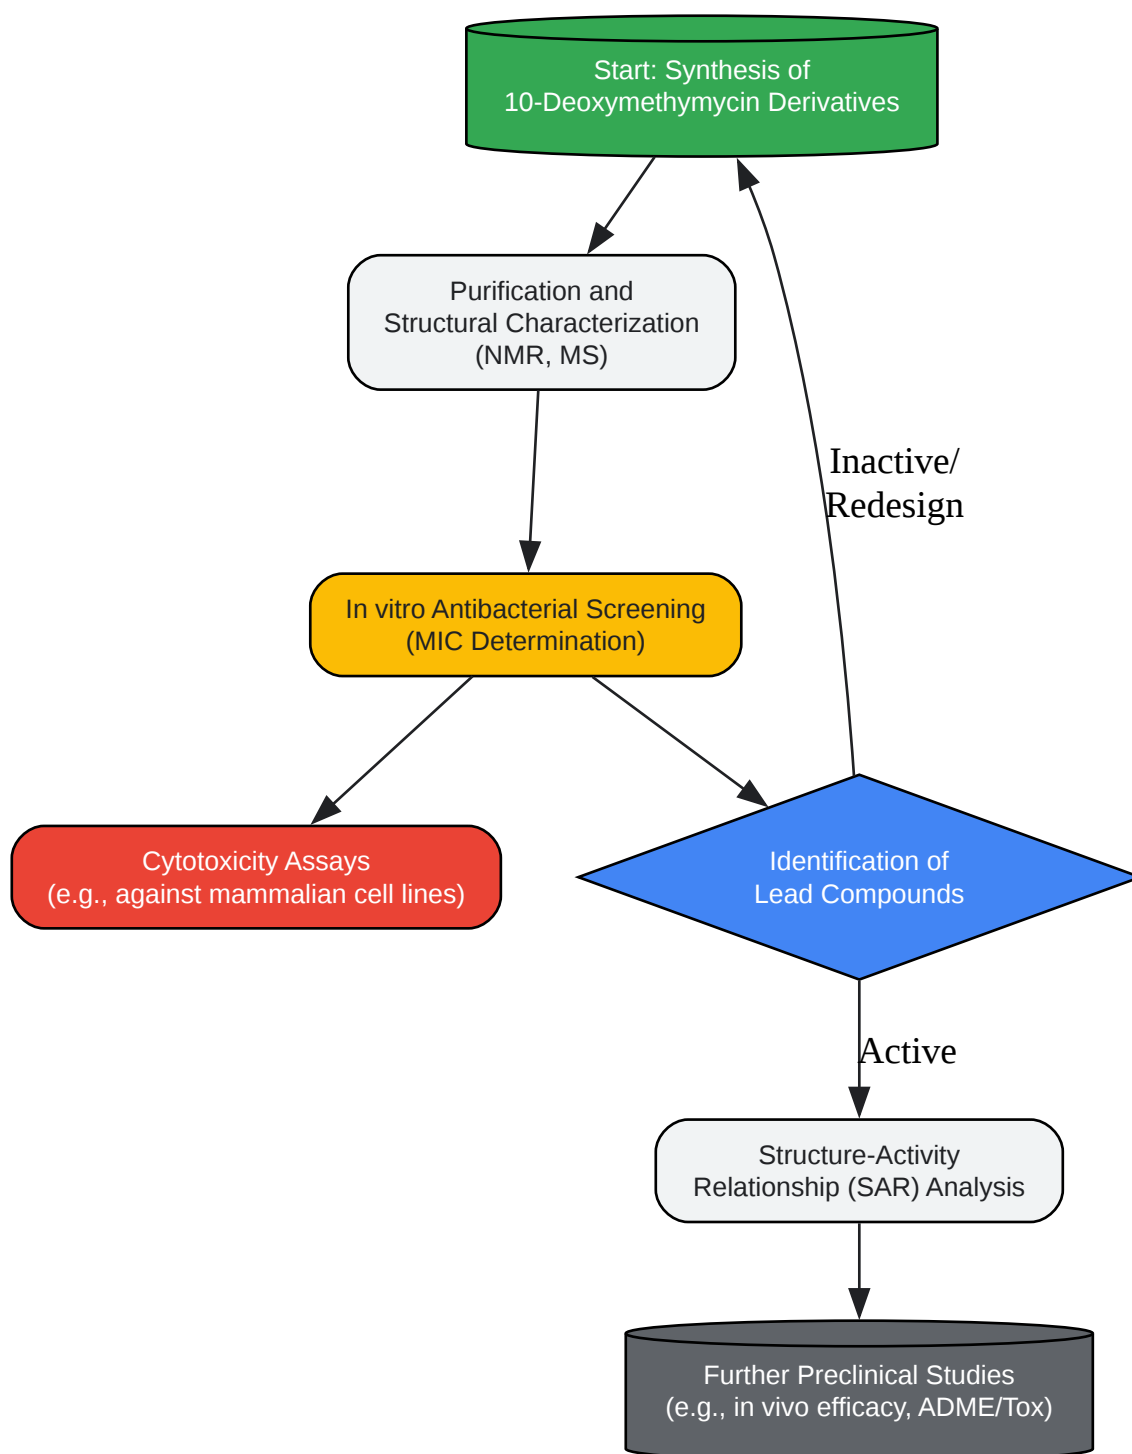 Start: Synthesis of
10-Deoxymethymycin Derivatives
Purification and
Structural Characterization
(NMR, MS)
Inactive/
Redesign
In vitro Antibacterial Screening
(MIC Determination)
Cytotoxicity Assays
(e.g., against mammalian cell lines)
Identification of
Lead Compounds
Active
Structure-Activity
Relationship (SAR) Analysis
Further Preclinical Studies
(e.g., in vivo efficacy, ADME/Tox)